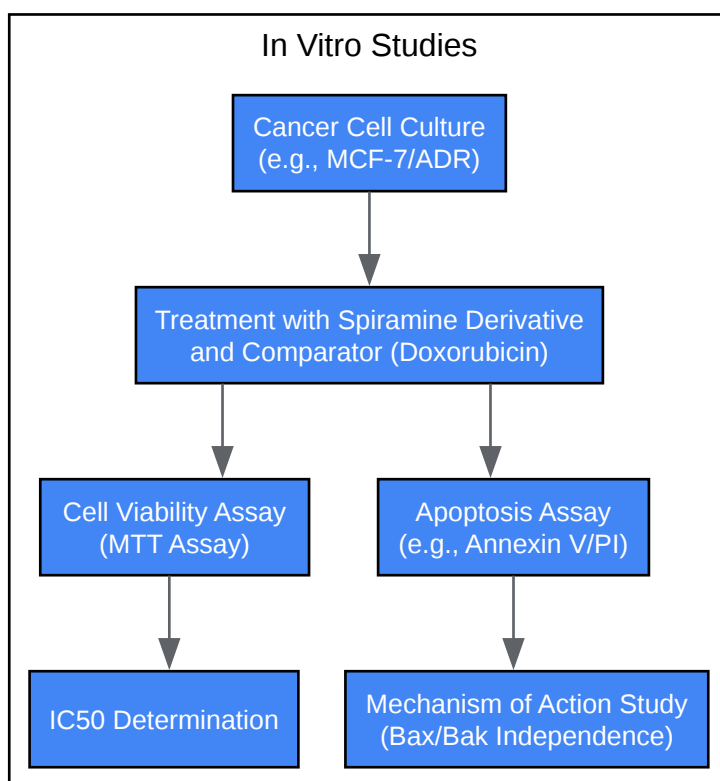 In Vitro Studies
Cancer Cell Culture
(e.g., MCF-7/ADR)
Treatment with Spiramine Derivative
and Comparator (Doxorubicin)
Cell Viability Assay
(MTT Assay)
Apoptosis Assay
(e.g., Annexin V/PI)
IC50 Determination
Mechanism of Action Study
(Bax/Bak Independence)